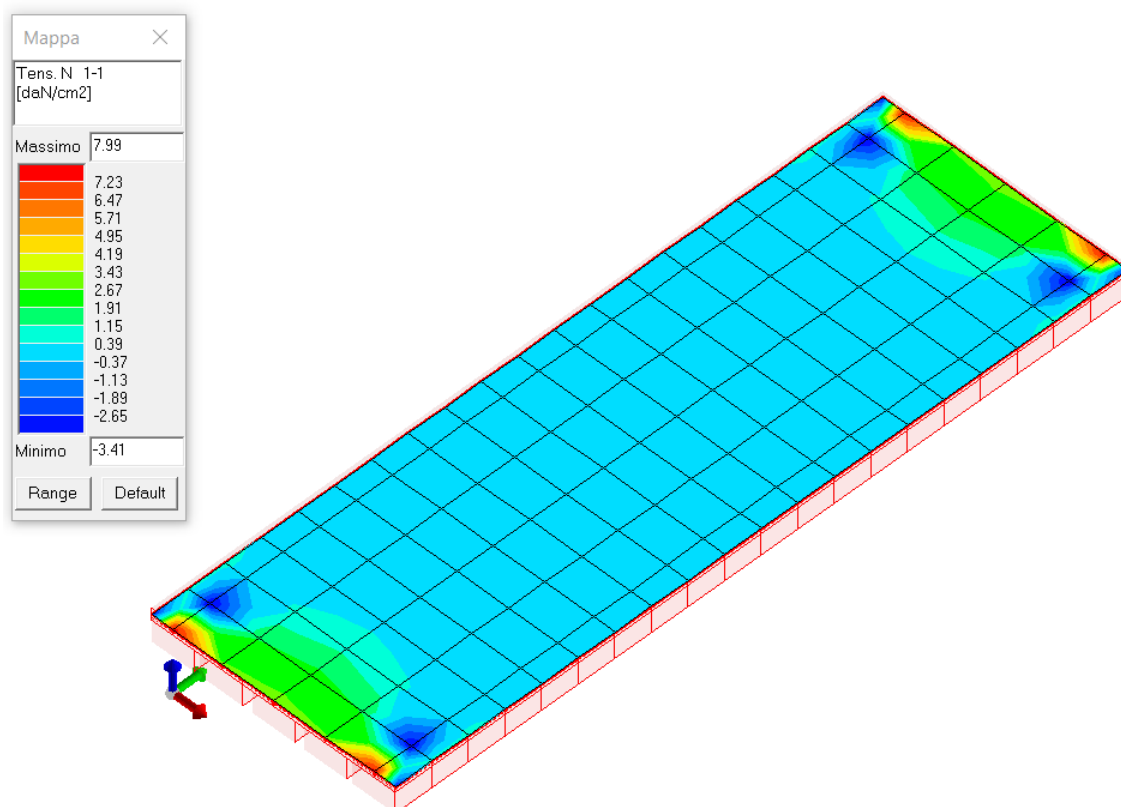 Mappa
Tens. N 1-1
[daN/cm2]
Massimo 7.99
7.23
6.47
5.71
4.95
4.19
3.43
2.67
1.91
1.15
0.39
-0.37
-1.13
-1.89
-2.65
Minimo -3.41
Range Default